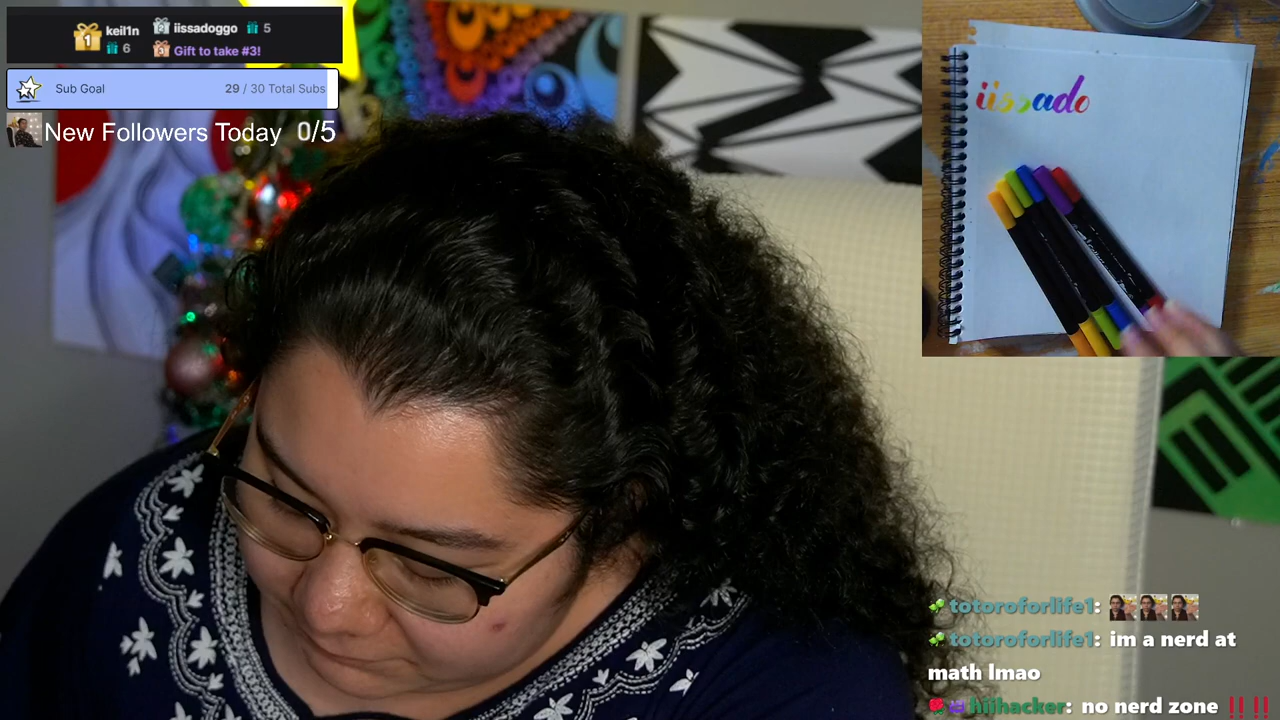 keil1n
6
iissadoggo 5
Gift to take #3!
Sub Goal 29 / 30 Total Subs
New Followers Today 0/5
iissado
totoroforlife1:
totoroforlife1: im a nerd at
math lmao
hiihacker: no nerd zone ‼️‼️